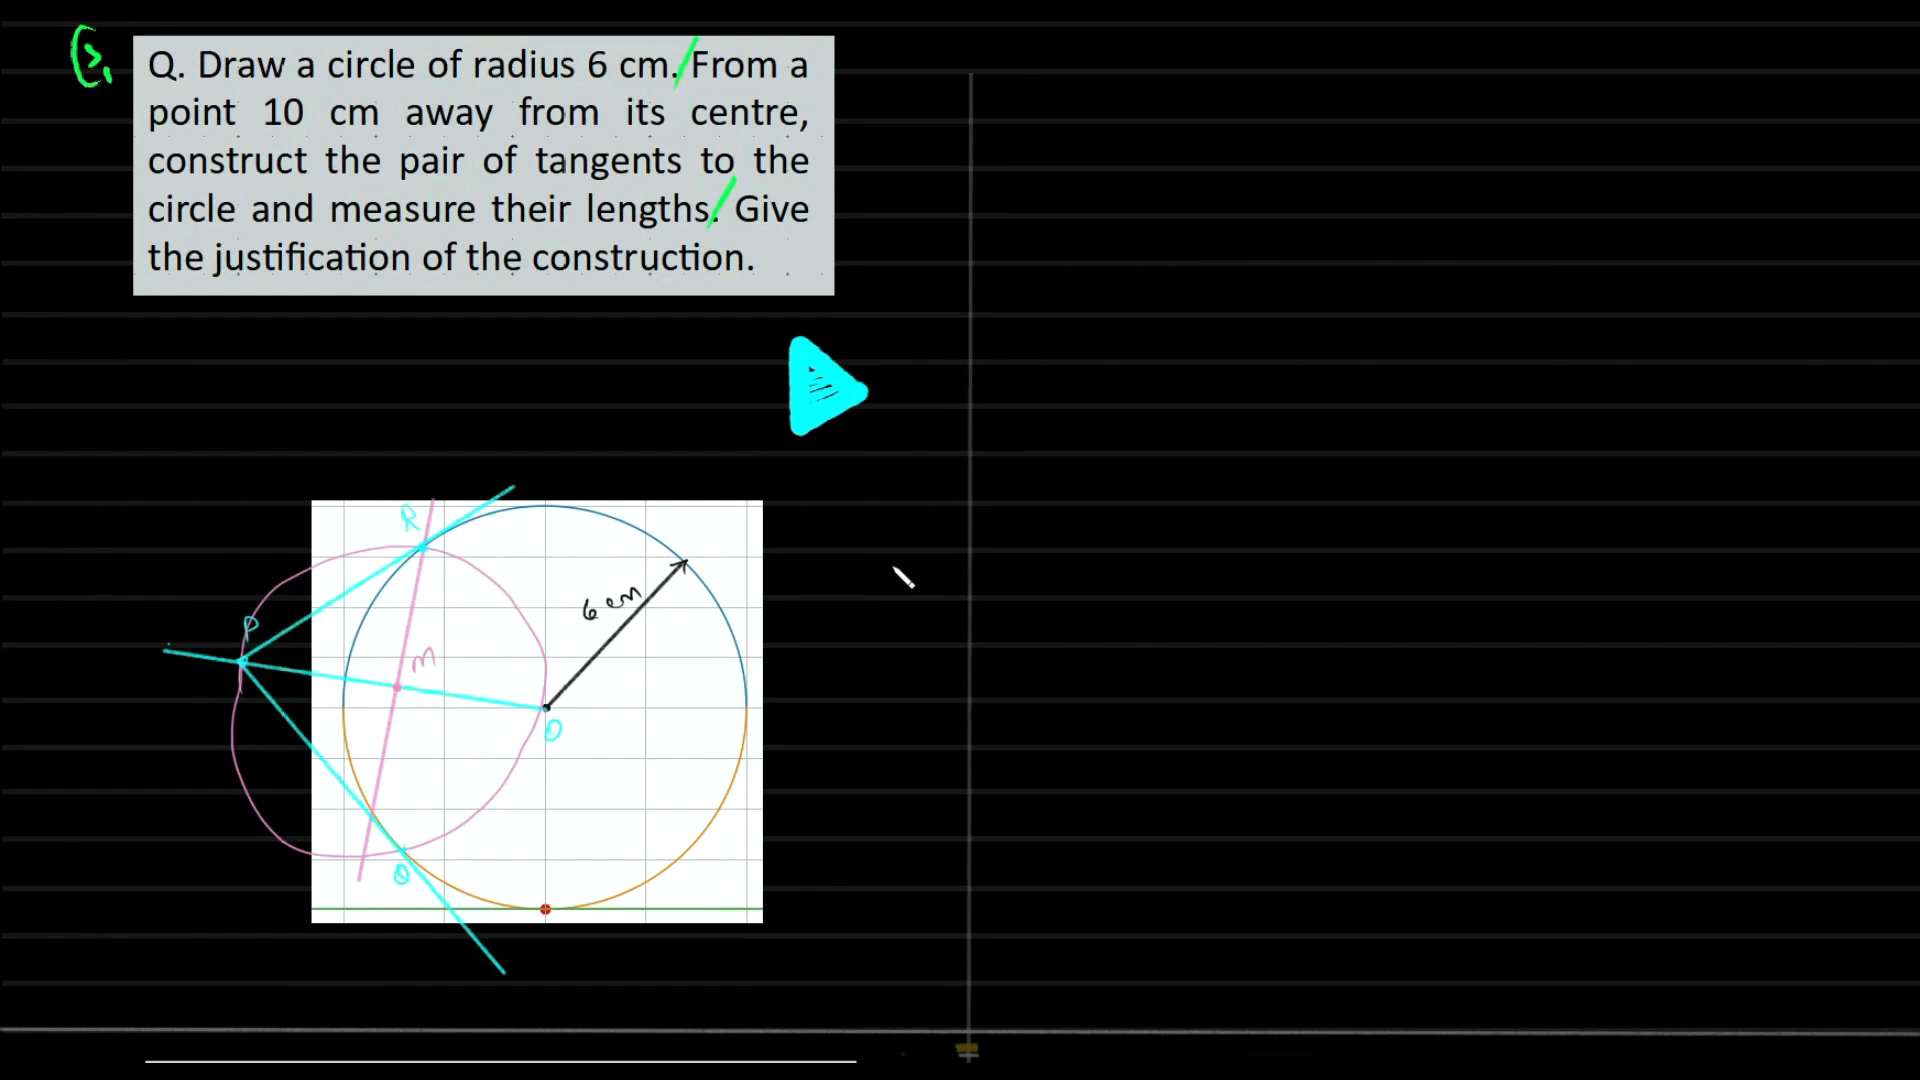 Q. Draw a circle of radius 6 cm. From a
point 10 cm away from its centre,
construct the pair of tangents to the
circle and measure their lengths. Give
the justification of the construction.
R
6 cm
P
M
O
Q